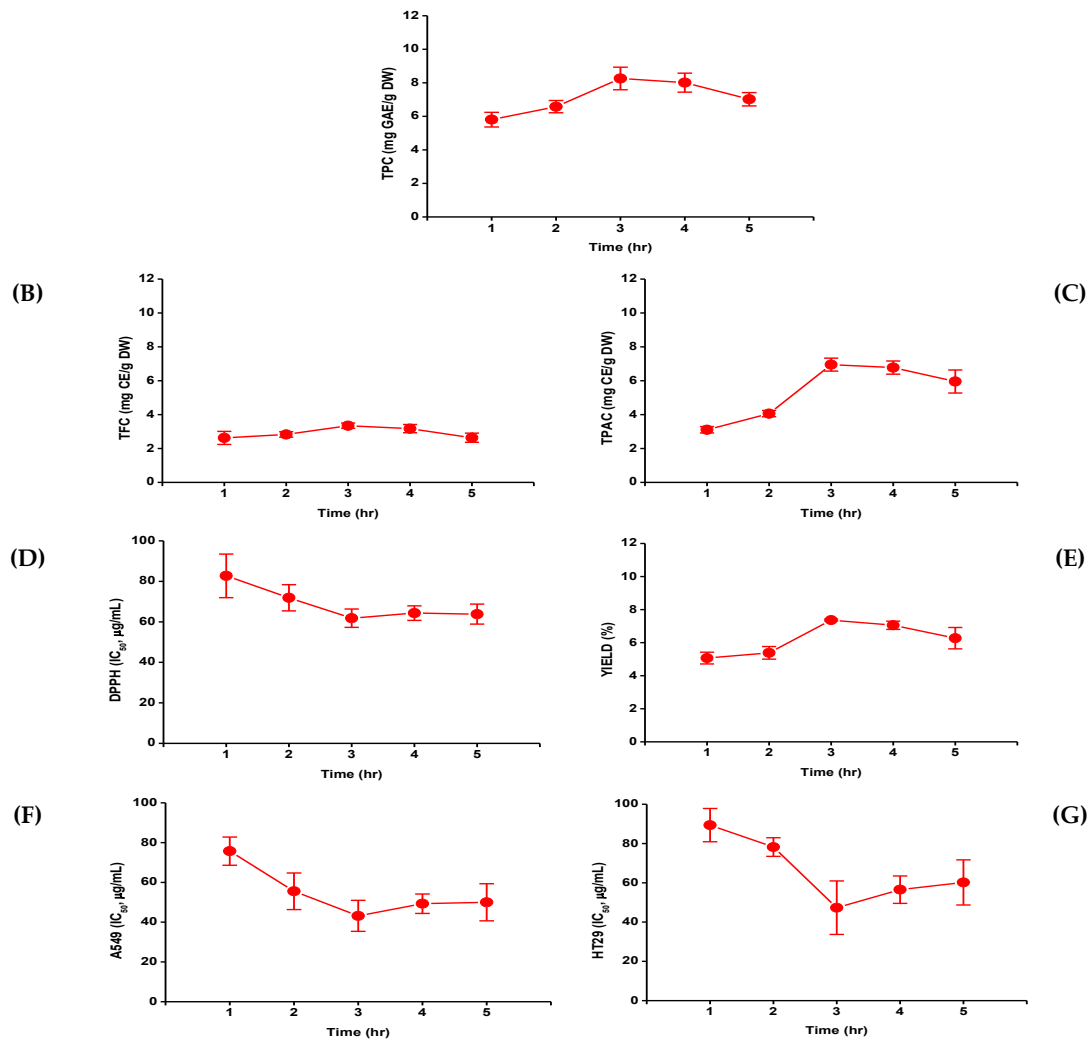 12
10
8
6
4
2
0
TPC (mg GAE/g DW)
1 2 3 4 5
Time (hr)
(B)
12
10
8
6
4
2
0
TFC (mg CE/g DW)
1 2 3 4 5
Time (hr)
(C)
12
10
8
6
4
2
0
TPAC (mg CE/g DW)
1 2 3 4 5
Time (hr)
(D)
100
80
60
40
20
0
DPPH (IC50, µg/mL)
1 2 3 4 5
Time (hr)
(E)
12
10
8
6
4
2
0
YIELD (%)
1 2 3 4 5
Time (hr)
(F)
100
80
60
40
20
0
A549 (IC50, µg/mL)
1 2 3 4 5
Time (hr)
(G)
100
80
60
40
20
0
HT29 (IC50, µg/mL)
1 2 3 4 5
Time (hr)